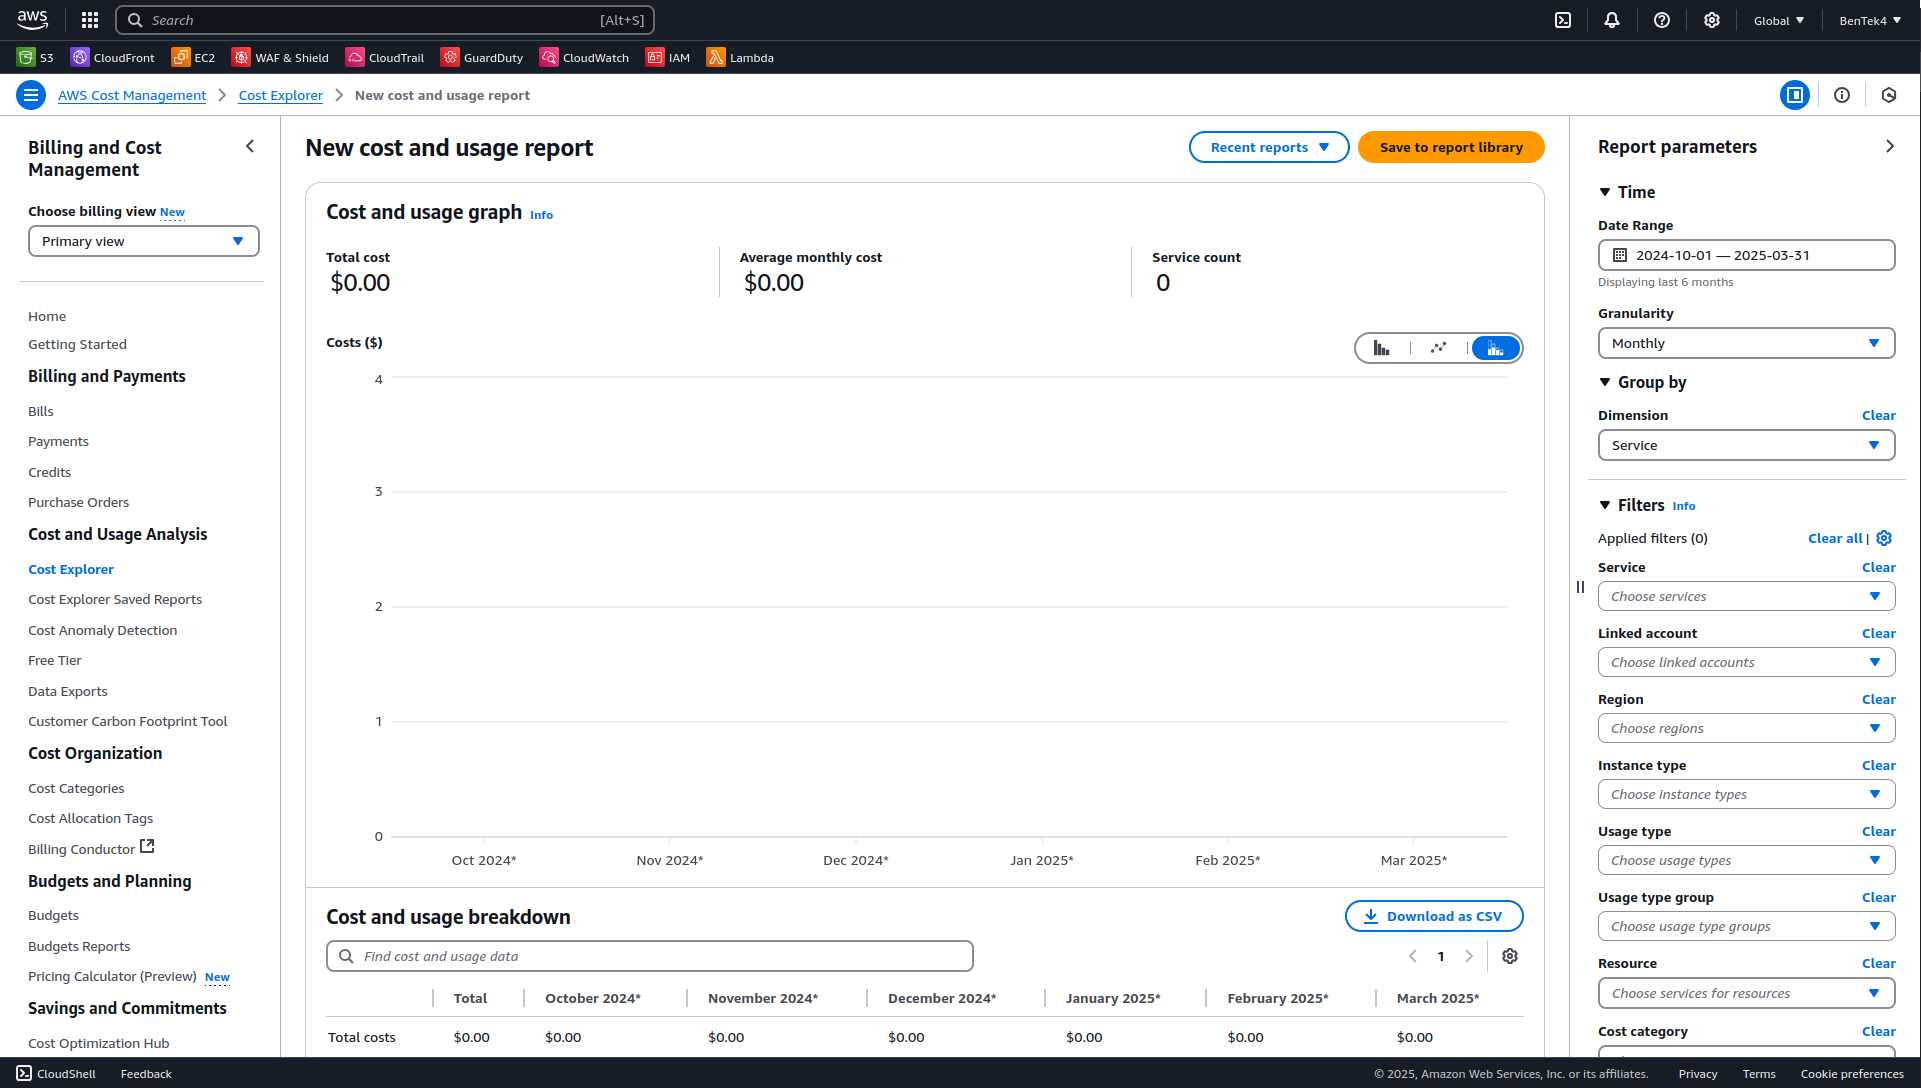 aws
Search [Alt+S]
Global
BenTek4
S3 CloudFront EC2 WAF & Shield CloudTrail GuardDuty CloudWatch IAM Lambda
AWS Cost Management > Cost Explorer > New cost and usage report
Billing and Cost
Management
Choose billing view New
Primary view
Home
Getting Started
Billing and Payments
Bills
Payments
Credits
Purchase Orders
Cost and Usage Analysis
Cost Explorer
Cost Explorer Saved Reports
Cost Anomaly Detection
Free Tier
Data Exports
Customer Carbon Footprint Tool
Cost Organization
Cost Categories
Cost Allocation Tags
Billing Conductor
Budgets and Planning
Budgets
Budgets Reports
Pricing Calculator (Preview) New
Savings and Commitments
Cost Optimization Hub
New cost and usage report
Recent reports
Save to report library
Cost and usage graph Info
Total cost
$0.00
Average monthly cost
$0.00
Service count
0
Costs ($)
4
3
2
1
0
Oct 2024* Nov 2024* Dec 2024* Jan 2025* Feb 2025* Mar 2025*
Cost and usage breakdown
Download as CSV
Find cost and usage data
1
Total October 2024* November 2024* December 2024* January 2025* February 2025* March 2025*
Total costs $0.00 $0.00 $0.00 $0.00 $0.00 $0.00 $0.00
Report parameters
Time
Date Range
2024-10-01 — 2025-03-31
Displaying last 6 months
Granularity
Monthly
Group by
Dimension Clear
Service
Filters Info
Applied filters (0) Clear all |
Service Clear
Choose services
Linked account Clear
Choose linked accounts
Region Clear
Choose regions
Instance type Clear
Choose instance types
Usage type Clear
Choose usage types
Usage type group Clear
Choose usage type groups
Resource Clear
Choose services for resources
Cost category Clear
CloudShell Feedback
© 2025, Amazon Web Services, Inc. or its affiliates. Privacy Terms Cookie preferences